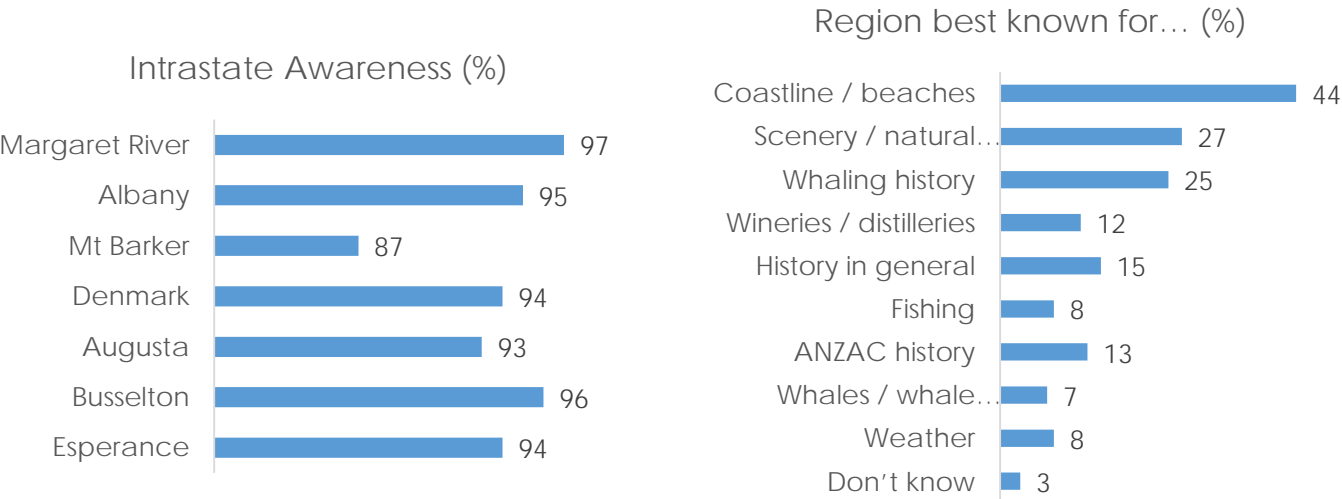 Intrastate Awareness (%)
Margaret River 97
Albany 95
Mt Barker 87
Denmark 94
Augusta 93
Busselton 96
Esperance 94
Region best known for… (%)
Coastline / beaches 44
Scenery / natural… 27
Whaling history 25
Wineries / distilleries 12
History in general 15
Fishing 8
ANZAC history 13
Whales / whale… 7
Weather 8
Don’t know 3